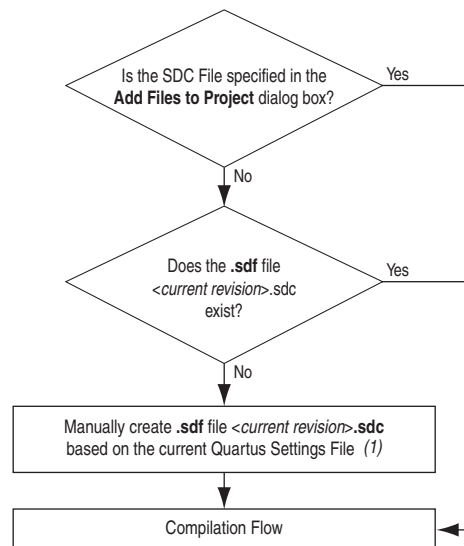 Is the SDC File specified in the
Add Files to Project dialog box?
Yes
No
Does the .sdf file
<current revision>.sdc
exist?
Yes
No
Manually create .sdf file <current revision>.sdc
based on the current Quartus Settings File (1)
Compilation Flow